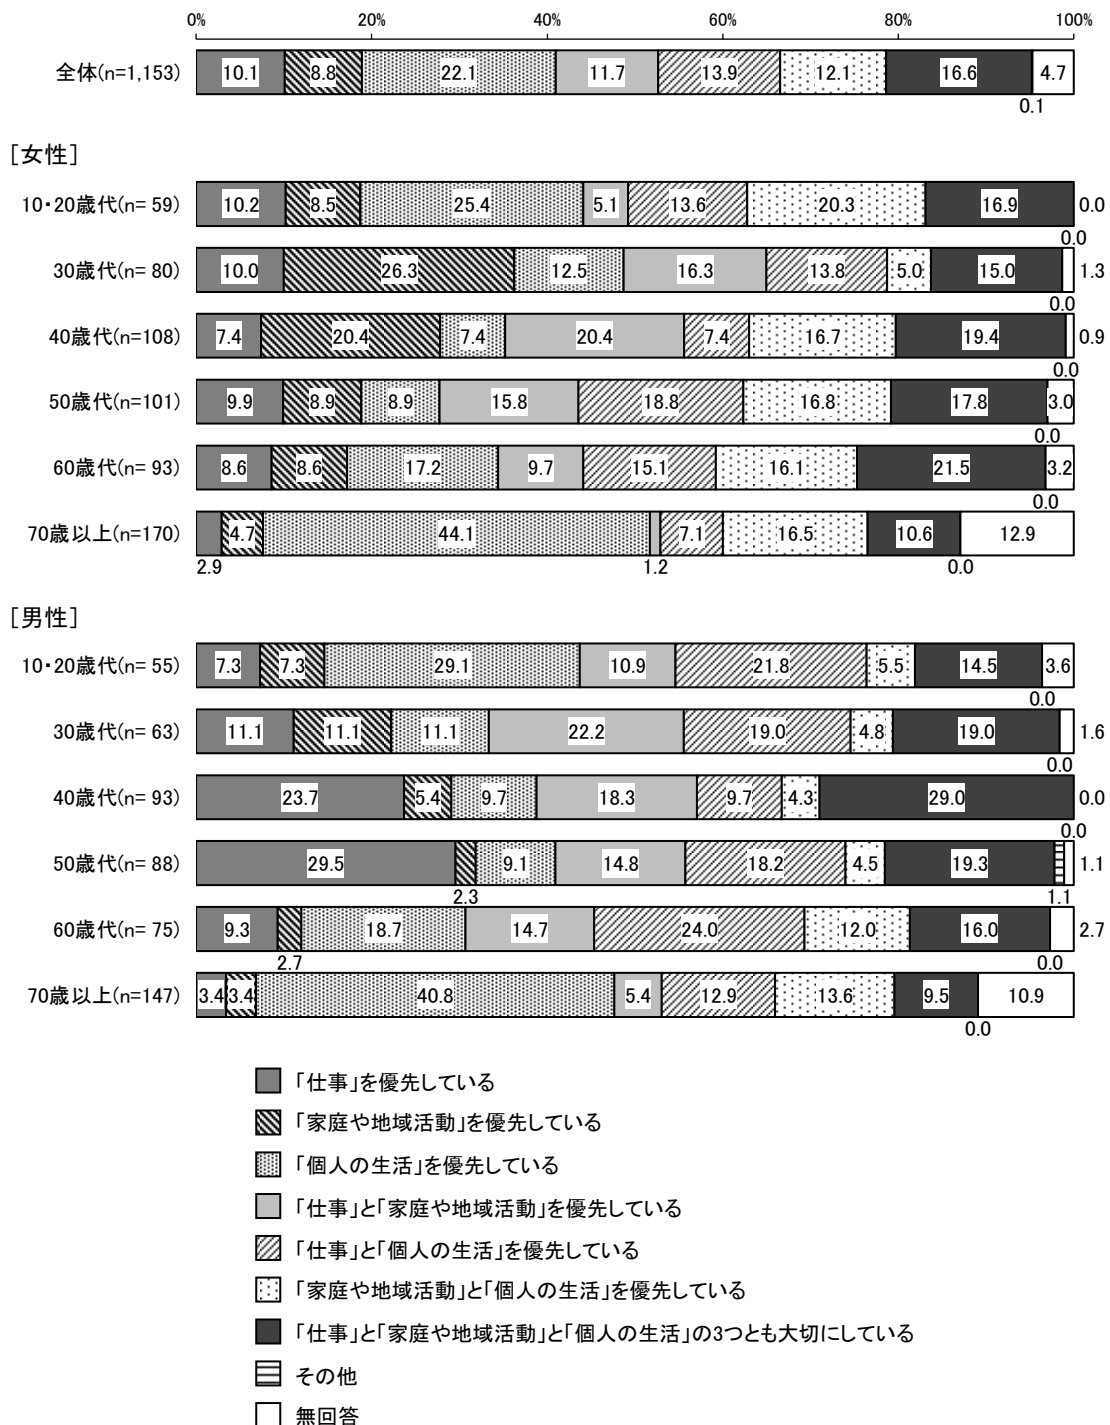 0% 20% 40% 60% 80% 100%
全体(n=1,153) 10.1 8.8 22.1 11.7 13.9 12.1 16.6 4.7
0.1
［女性］
10・20歳代(n= 59) 10.2 8.5 25.4 5.1 13.6 20.3 16.9 0.0
0.0
30歳代(n= 80) 10.0 26.3 12.5 16.3 13.8 5.0 15.0 1.3
0.0
40歳代(n=108) 7.4 20.4 7.4 20.4 7.4 16.7 19.4 0.9
0.0
50歳代(n=101) 9.9 8.9 8.9 15.8 18.8 16.8 17.8 3.0
0.0
60歳代(n= 93) 8.6 8.6 17.2 9.7 15.1 16.1 21.5 3.2
0.0
70歳以上(n=170) 4.7 44.1 7.1 16.5 10.6 12.9
2.9 1.2 0.0
［男性］
10・20歳代(n= 55) 7.3 7.3 29.1 10.9 21.8 5.5 14.5 3.6
0.0
30歳代(n= 63) 11.1 11.1 11.1 22.2 19.0 4.8 19.0 1.6
0.0
40歳代(n= 93) 23.7 5.4 9.7 18.3 9.7 4.3 29.0 0.0
0.0
50歳代(n= 88) 29.5 9.1 14.8 18.2 4.5 19.3 1.1
2.3 1.1
60歳代(n= 75) 9.3 18.7 14.7 24.0 12.0 16.0 2.7
2.7 0.0
70歳以上(n=147) 3.4 3.4 40.8 5.4 12.9 13.6 9.5 10.9
0.0
「仕事」を優先している
「家庭や地域活動」を優先している
「個人の生活」を優先している
「仕事」と「家庭や地域活動」を優先している
「仕事」と「個人の生活」を優先している
「家庭や地域活動」と「個人の生活」を優先している
「仕事」と「家庭や地域活動」と「個人の生活」の3つとも大切にしている
その他
無回答